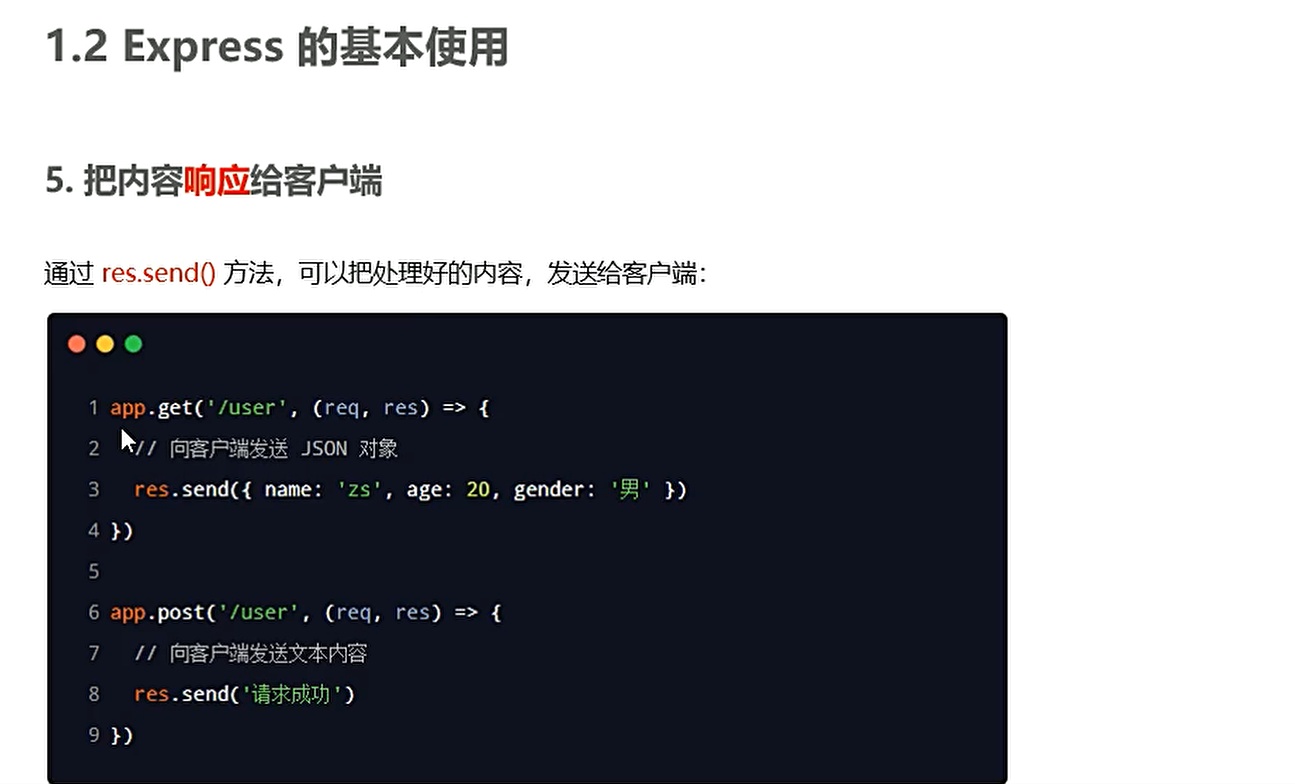 1.2 Express 的基本使用
5. 把内容响应给客户端
通过 res.send() 方法，可以把处理好的内容，发送给客户端：
1 app.get('/user', (req, res) => {
2 // 向客户端发送 JSON 对象
3 res.send({ name: 'zs', age: 20, gender: '男' })
4 })
5
6 app.post('/user', (req, res) => {
7 // 向客户端发送文本内容
8 res.send('请求成功')
9 })